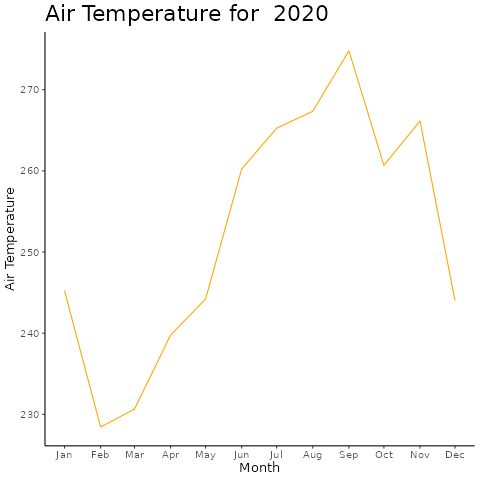 Air Temperature for  2020
Air Temperature
270
260
250
240
230
Jan Feb Mar Apr May Jun Jul Aug Sep Oct Nov Dec
Month